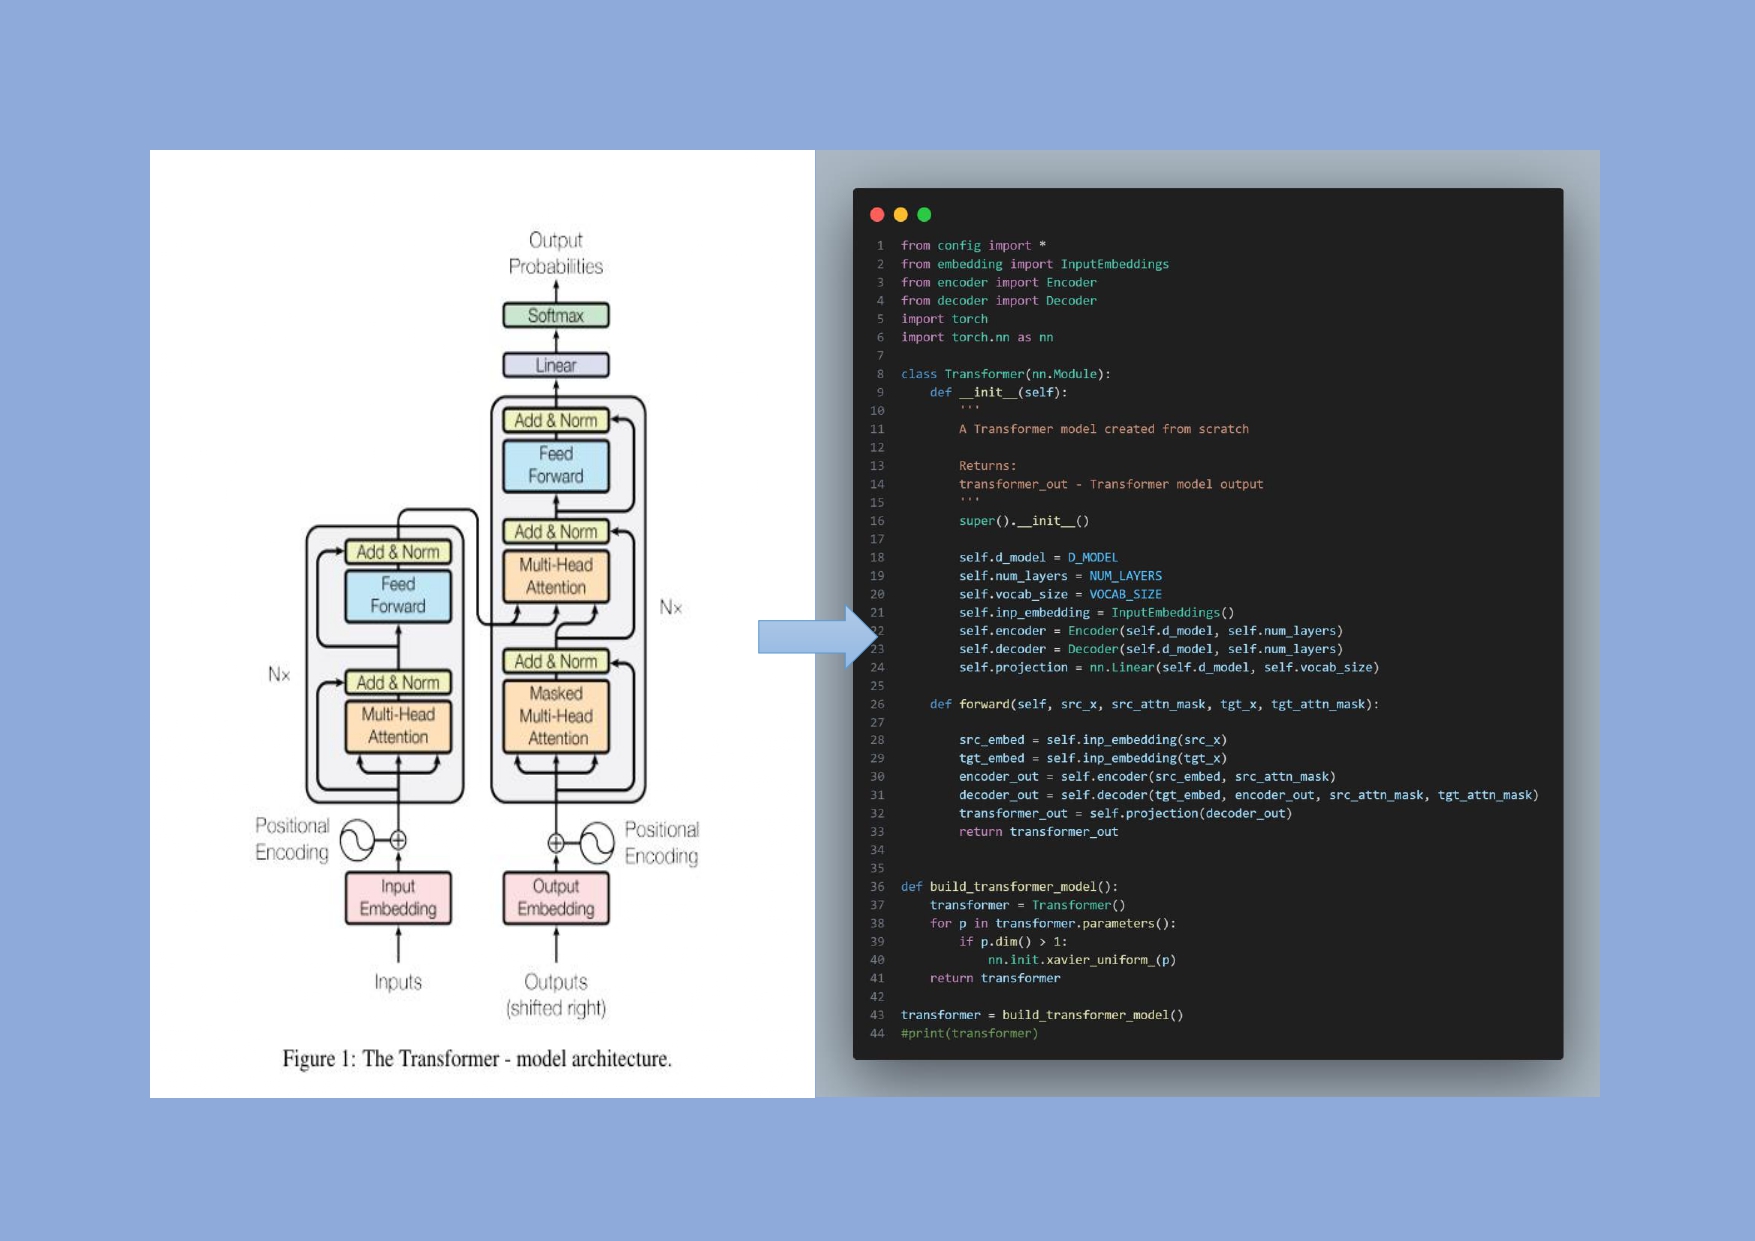 Output
Probabilities
Softmax
Linear
Add & Norm
Feed
Forward
Add & Norm
Multi-Head
Attention
Nx
Add & Norm
Masked
Multi-Head
Attention
Add & Norm
Feed
Forward
Nx
Add & Norm
Multi-Head
Attention
Positional
Encoding
Positional
Encoding
Input
Embedding
Output
Embedding
Inputs
Outputs
(shifted right)
Figure 1: The Transformer - model architecture.
1 from config import *
2 from embedding import InputEmbeddings
3 from encoder import Encoder
4 from decoder import Decoder
5 import torch
6 import torch.nn as nn
7
8 class Transformer(nn.Module):
9     def __init__(self):
10         '''
11         A Transformer model created from scratch
12
13         Returns:
14         transformer_out - Transformer model output
15         '''
16         super().__init__()
17
18         self.d_model = D_MODEL
19         self.num_layers = NUM_LAYERS
20         self.vocab_size = VOCAB_SIZE
21         self.inp_embedding = InputEmbeddings()
22         self.encoder = Encoder(self.d_model, self.num_layers)
23         self.decoder = Decoder(self.d_model, self.num_layers)
24         self.projection = nn.Linear(self.d_model, self.vocab_size)
25
26     def forward(self, src_x, src_attn_mask, tgt_x, tgt_attn_mask):
27
28         src_embed = self.inp_embedding(src_x)
29         tgt_embed = self.inp_embedding(tgt_x)
30         encoder_out = self.encoder(src_embed, src_attn_mask)
31         decoder_out = self.decoder(tgt_embed, encoder_out, src_attn_mask, tgt_attn_mask)
32         transformer_out = self.projection(decoder_out)
33         return transformer_out
34
35
36 def build_transformer_model():
37     transformer = Transformer()
38     for p in transformer.parameters():
39         if p.dim() > 1:
40             nn.init.xavier_uniform_(p)
41     return transformer
42
43 transformer = build_transformer_model()
44 #print(transformer)